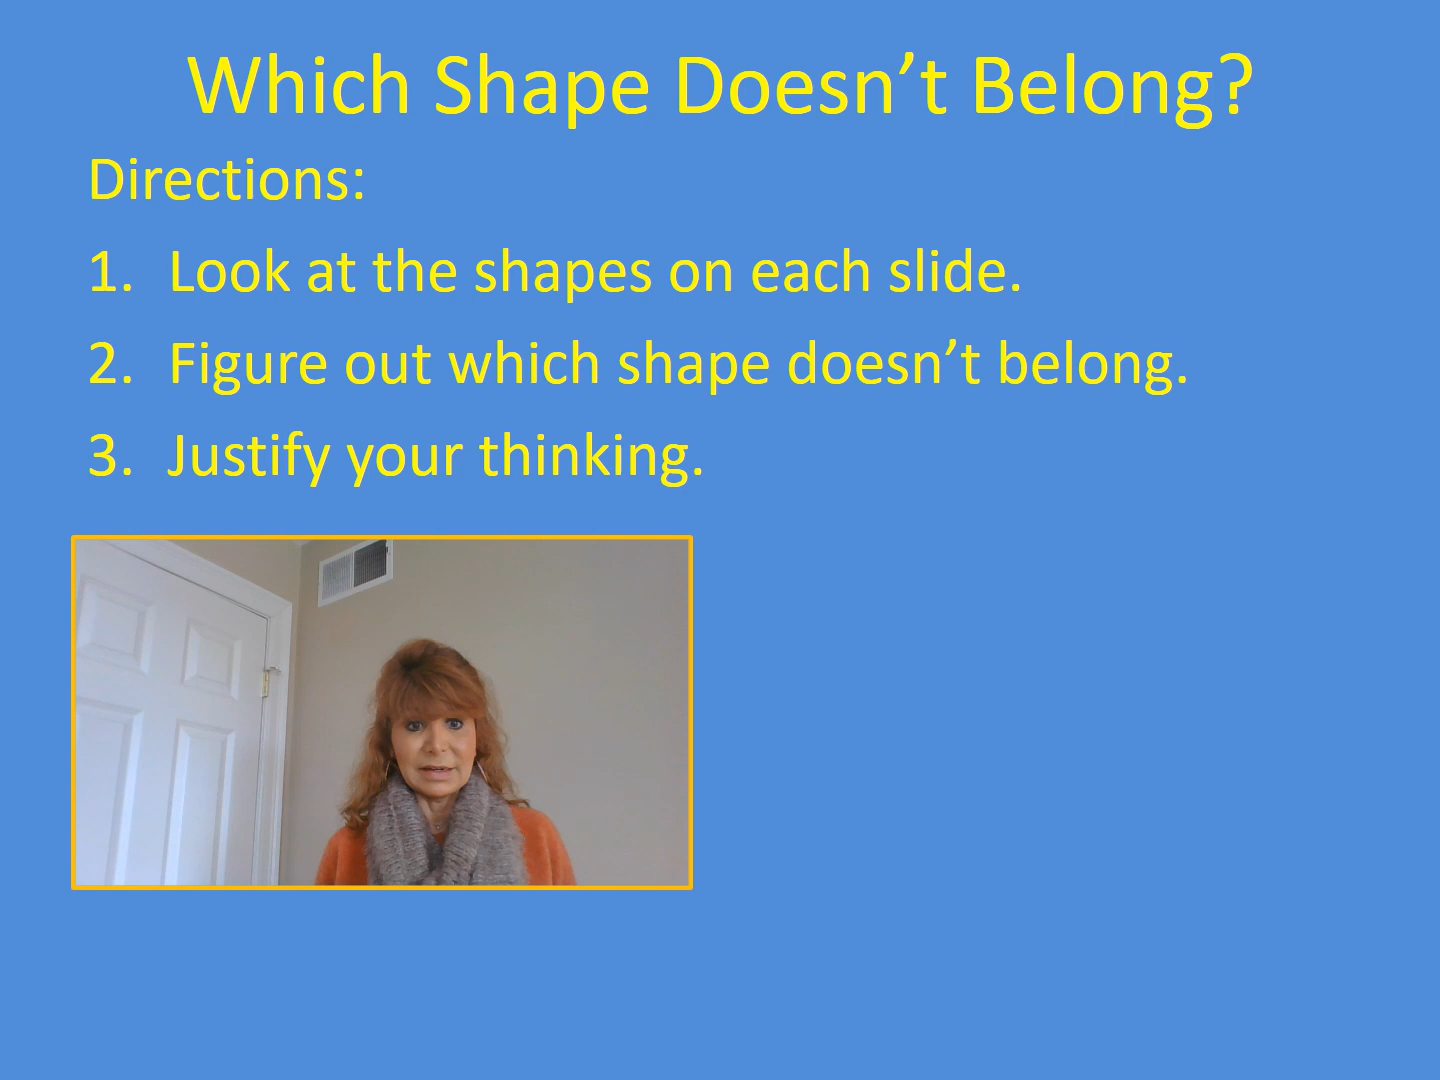 Which Shape Doesn’t Belong?
Directions:
1. Look at the shapes on each slide.
2. Figure out which shape doesn’t belong.
3. Justify your thinking.